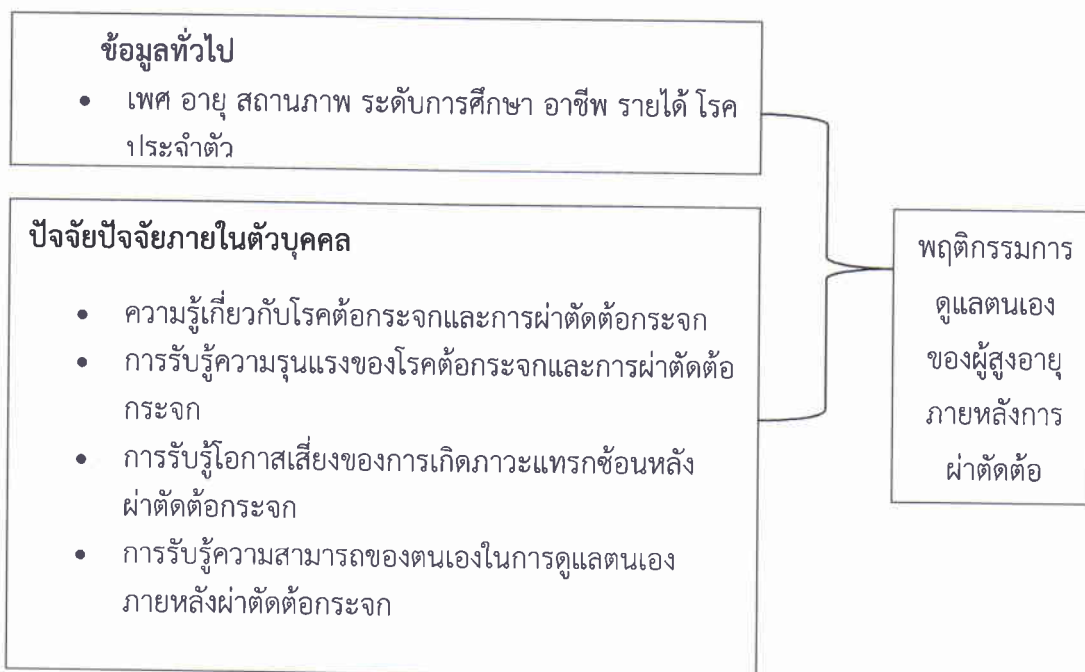 ข้อมูลทั่วไป
• เพศ อายุ สถานภาพ ระดับการศึกษา อาชีพ รายได้ โรค
ประจำตัว
ปัจจัยปัจจัยภายในตัวบุคคล
• ความรู้เกี่ยวกับโรคต้อกระจกและการผ่าตัดต้อกระจก
• การรับรู้ความรุนแรงของโรคต้อกระจกและการผ่าตัดต้อ
กระจก
• การรับรู้โอกาสเสี่ยงของการเกิดภาวะแทรกซ้อนหลัง
ผ่าตัดต้อกระจก
• การรับรู้ความสามารถของตนเองในการดูแลตนเอง
ภายหลังผ่าตัดต้อกระจก
พฤติกรรมการ
ดูแลตนเอง
ของผู้สูงอายุ
ภายหลังการ
ผ่าตัดต้อ